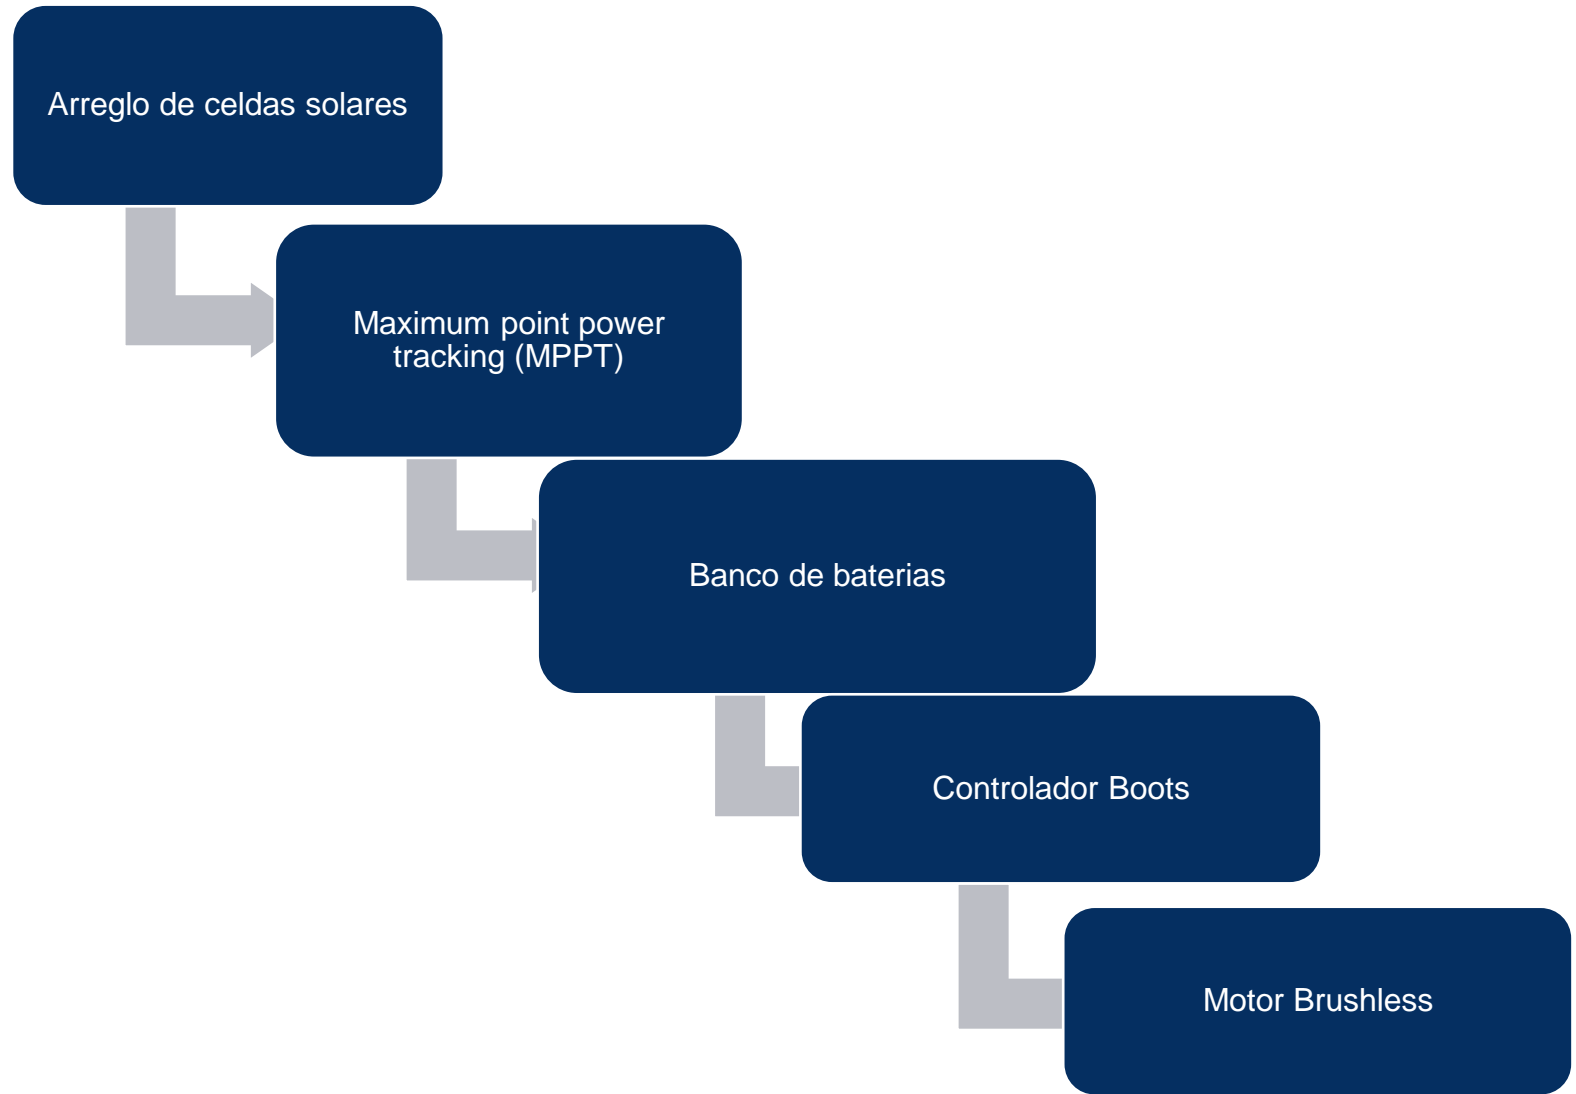 Arreglo de celdas solares
Maximum point power
tracking (MPPT)
Banco de baterias
Controlador Boots
Motor Brushless